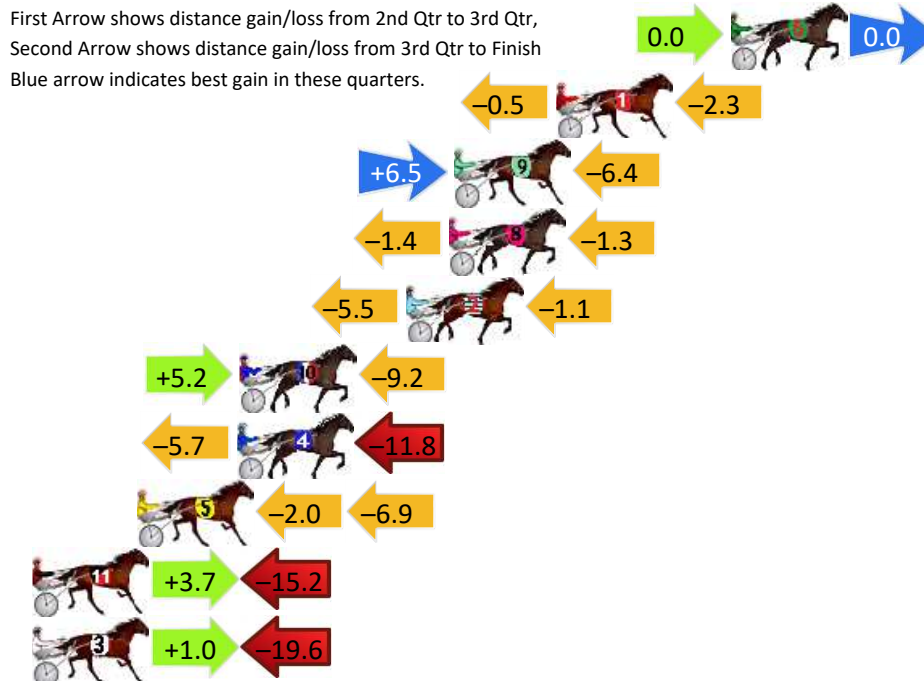 First Arrow shows distance gain/loss from 2nd Qtr to 3rd Qtr,
Second Arrow shows distance gain/loss from 3rd Qtr to Finish
Blue arrow indicates best gain in these quarters.
0.0 6 0.0
−0.5 1 −2.3
+6.5 9 −6.4
−1.4 8 −1.3
−5.5 2 −1.1
+5.2 10 −9.2
−5.7 4 −11.8
5 −2.0 −6.9
11 +3.7 −15.2
3 +1.0 −19.6